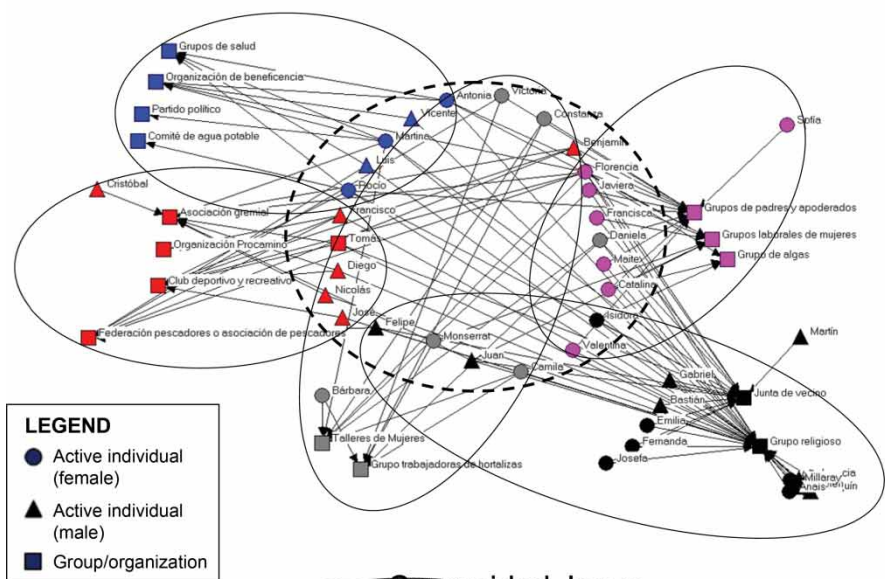 Grupos de salud
Organización de beneficencia
Partido político
Comité de agua potable
Antonia
Victoria
Vicente
Constanza
Martina
Benjamín
Luis
Rocío
Sofía
Florencia
Javiera
Francisca
Daniela
Maite
Catalina
Isidora
Valentina
Grupos de padres y apoderados
Grupos laborales de mujeres
Grupo de algas
Cristóbal
Asociación gremial
Organización Procamino
Club deportivo y recreativo
Federación pescadores o asociación de pescadores
Francisco
Tomás
Diego
Nicolás
José
Felipe
Monserrat
Juan
Camila
Bárbara
Talleres de Mujeres
Grupo trabajadoras de hortalizas
Martín
Gabriel
Bastián
Junta de vecino
Emilia
Fernanda
Josefa
Grupo religioso
Millaray
LEGEND
Active individual
(female)
Active individual
(male)
Group/organization